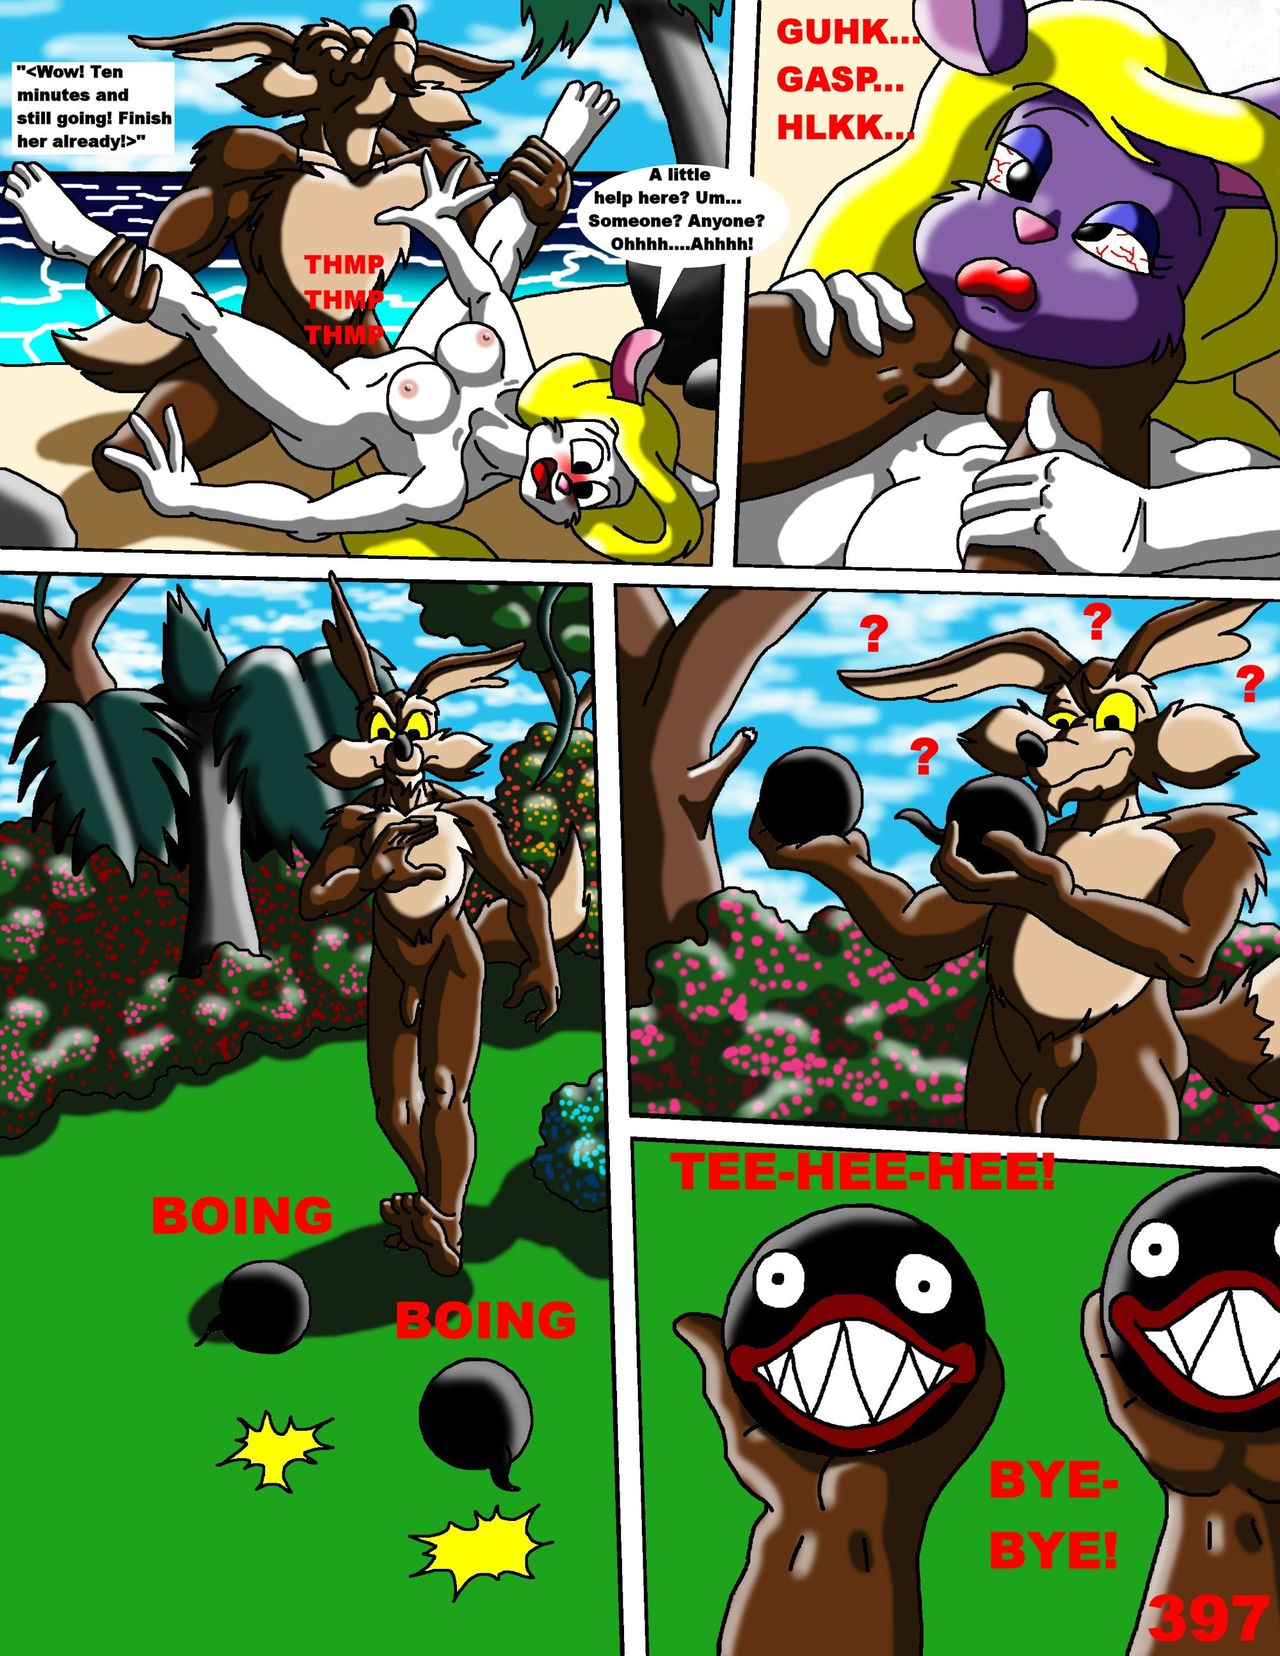 "<Wow! Ten
minutes and
still going! Finish
her already!>"
THMP
THMP
THMP
A little
help here? Um...
Someone? Anyone?
Ohhhh....Ahhhh!
GUHK...
GASP...
HLKK...
BOING
BOING
?
?
?
?
TEE-HEE-HEE!
BYE-
BYE!
397